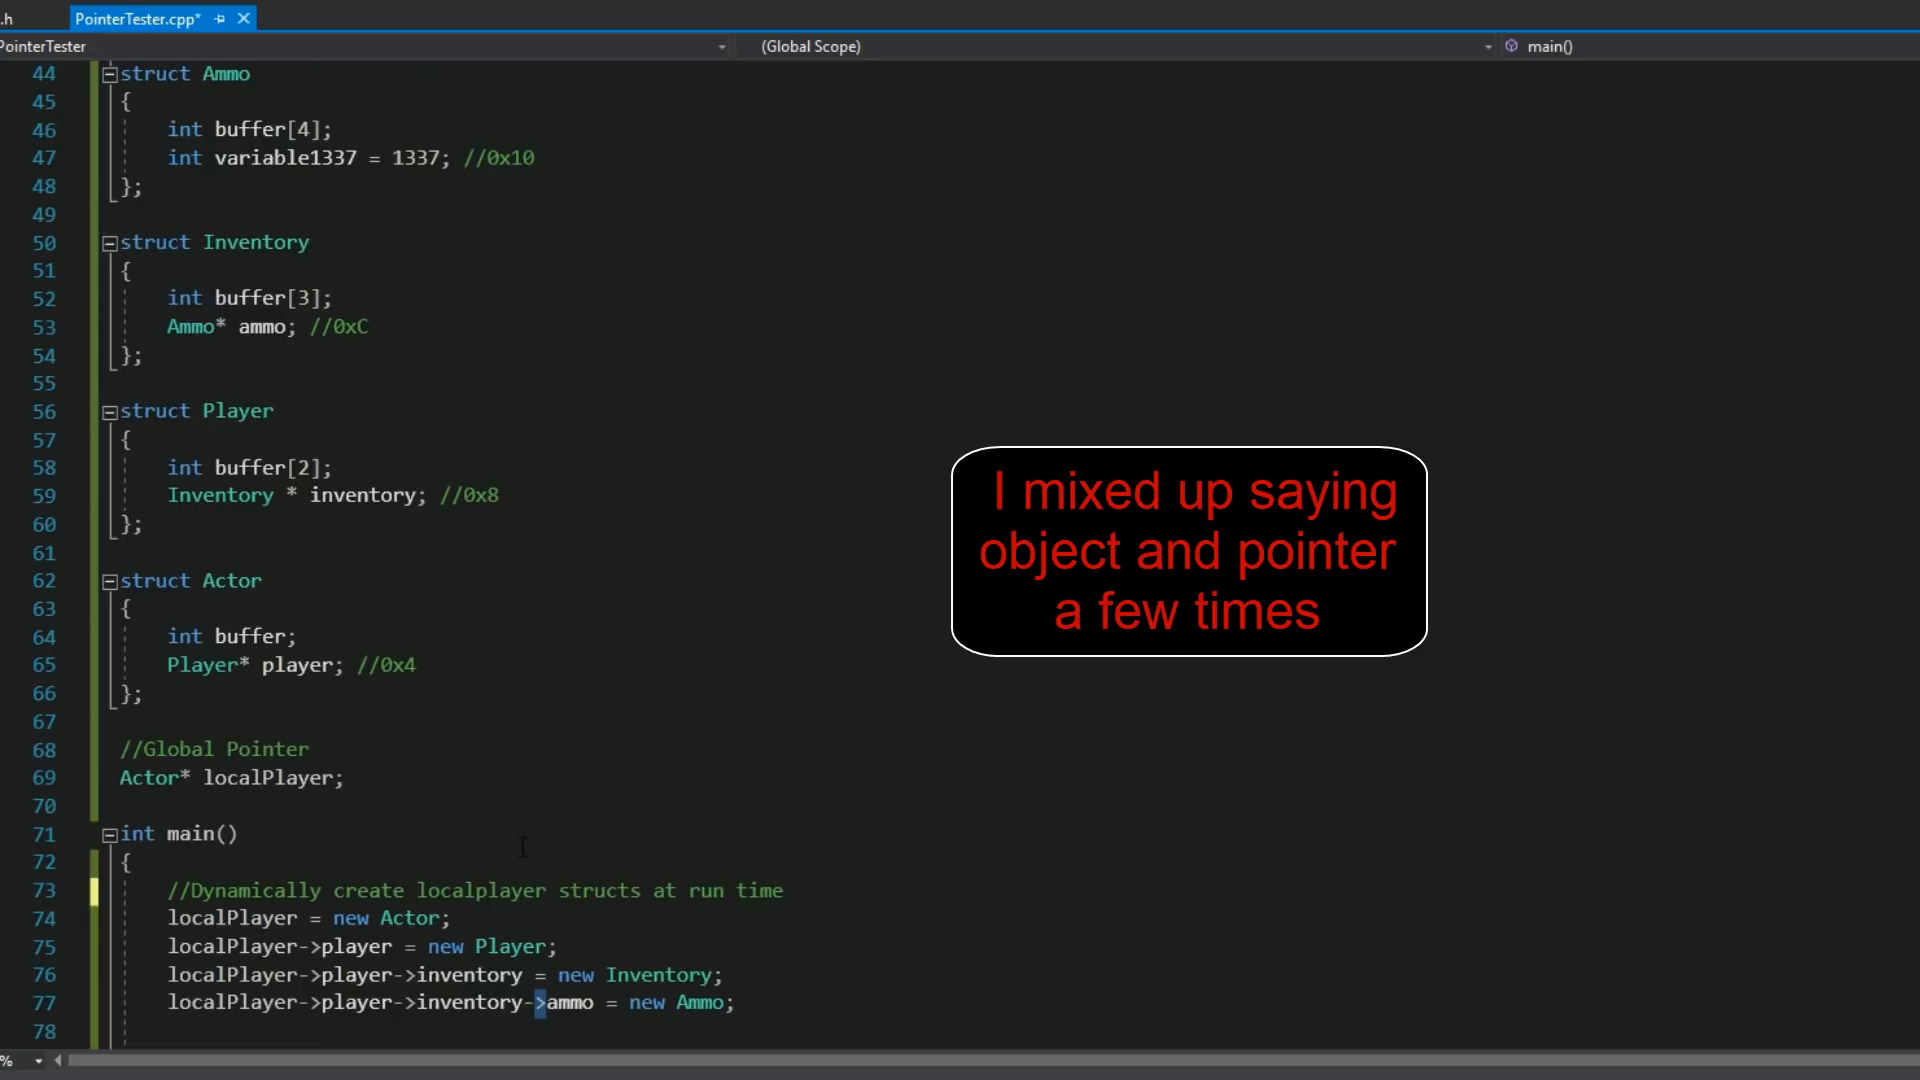 .h
PointerTester.cpp*
PointerTester
(Global Scope)
main()
44 struct Ammo
45 {
46 int buffer[4];
47 int variable1337 = 1337; //0x10
48 };
49
50 struct Inventory
51 {
52 int buffer[3];
53 Ammo* ammo; //0xC
54 };
55
56 struct Player
57 {
58 int buffer[2];
59 Inventory * inventory; //0x8
60 };
61
62 struct Actor
63 {
64 int buffer;
65 Player* player; //0x4
66 };
67
68 //Global Pointer
69 Actor* localPlayer;
70
71 int main()
72 {
73 //Dynamically create localplayer structs at run time
74 localPlayer = new Actor;
75 localPlayer->player = new Player;
76 localPlayer->player->inventory = new Inventory;
77 localPlayer->player->inventory->ammo = new Ammo;
78
%
I mixed up saying
object and pointer
a few times